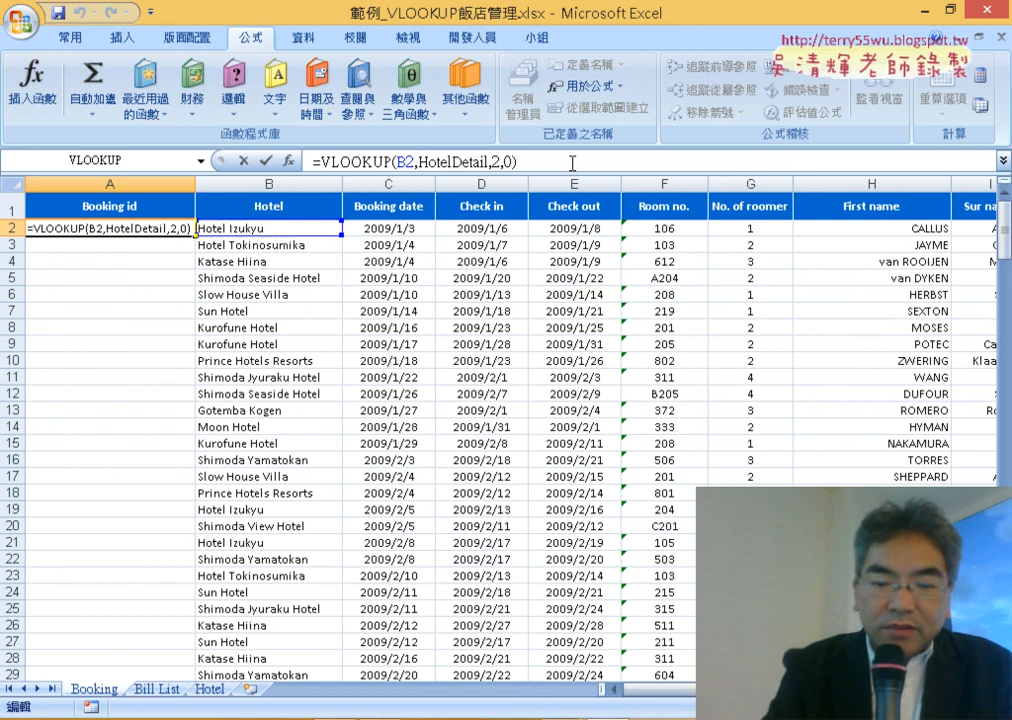 範例_VLOOKUP飯店管理.xlsx - Microsoft Excel
http://terry55wu.blogspot.tw
吳清輝老師錄製
常用 插入 版面配置 公式 資料 校閱 檢視 開發人員 小組
插入函數 自動加總 最近用過的函數 財務 邏輯 文字 日期及時間 查閱與參照 數學與三角函數 其他函數
名稱管理員 定義名稱 用於公式 從選取範圍建立
追蹤前導參照 追蹤從屬參照 移除箭號 錯誤檢查 評估值公式 監看視窗 重算選項
函數程式庫 已定義之名稱 公式稽核 計算
VLOOKUP =VLOOKUP(B2,HotelDetail,2,0)
A B C D E F G H I
1 Booking id Hotel Booking date Check in Check out Room no. No. of roomer First name Sur na
2 =VLOOKUP(B2,HotelDetail,2,0) Hotel Izukyu 2009/1/3 2009/1/6 2009/1/8 106 1 CALLUS
3 Hotel Tokinosumika 2009/1/4 2009/1/7 2009/1/9 103 2 JAYME
4 Katase Hiina 2009/1/4 2009/1/6 2009/1/9 612 3 van ROOIJEN
5 Shimoda Seaside Hotel 2009/1/10 2009/1/20 2009/1/22 A204 2 van DYKEN
6 Slow House Villa 2009/1/10 2009/1/13 2009/1/14 208 1 HERBST
7 Sun Hotel 2009/1/14 2009/1/18 2009/1/21 219 1 SEXTON
8 Kurofune Hotel 2009/1/16 2009/1/23 2009/1/25 201 2 MOSES
9 Kurofune Hotel 2009/1/17 2009/1/28 2009/1/31 205 2 POTEC Ca
10 Prince Hotels Resorts 2009/1/18 2009/1/23 2009/1/26 802 2 ZWERING Klaa
11 Shimoda Jyuraku Hotel 2009/1/22 2009/2/1 2009/2/3 311 4 WANG
12 Shimoda Seaside Hotel 2009/1/26 2009/2/7 2009/2/9 B205 4 DUFOUR
13 Gotemba Kogen 2009/1/27 2009/2/1 2009/2/4 372 3 ROMERO Ro
14 Moon Hotel 2009/1/28 2009/1/31 2009/2/1 333 2 HYMAN
15 Kurofune Hotel 2009/1/29 2009/2/8 2009/2/11 208 1 NAKAMURA
16 Shimoda Yamatokan 2009/2/3 2009/2/18 2009/2/21 506 3 TORRES
17 Slow House Villa 2009/2/4 2009/2/12 2009/2/15 201 2 SHEPPARD
18 Prince Hotels Resorts 2009/2/4 2009/2/12 2009/2/14 801
19 Hotel Izukyu 2009/2/5 2009/2/13 2009/2/16 204
20 Shimoda View Hotel 2009/2/5 2009/2/11 2009/2/12 C201
21 Hotel Izukyu 2009/2/8 2009/2/17 2009/2/19 105
22 Shimoda Yamatokan 2009/2/8 2009/2/17 2009/2/20 503
23 Hotel Tokinosumika 2009/2/10 2009/2/13 2009/2/14 103
24 Sun Hotel 2009/2/11 2009/2/18 2009/2/21 215
25 Shimoda Jyuraku Hotel 2009/2/11 2009/2/21 2009/2/24 315
26 Katase Hiina 2009/2/12 2009/2/27 2009/2/28 511
27 Sun Hotel 2009/2/12 2009/2/17 2009/2/20 211
28 Katase Hiina 2009/2/16 2009/2/21 2009/2/22 311
29 Shimoda Yamatokan 2009/2/20 2009/2/22 2009/2/24 604
Booking Bill List Hotel
編輯